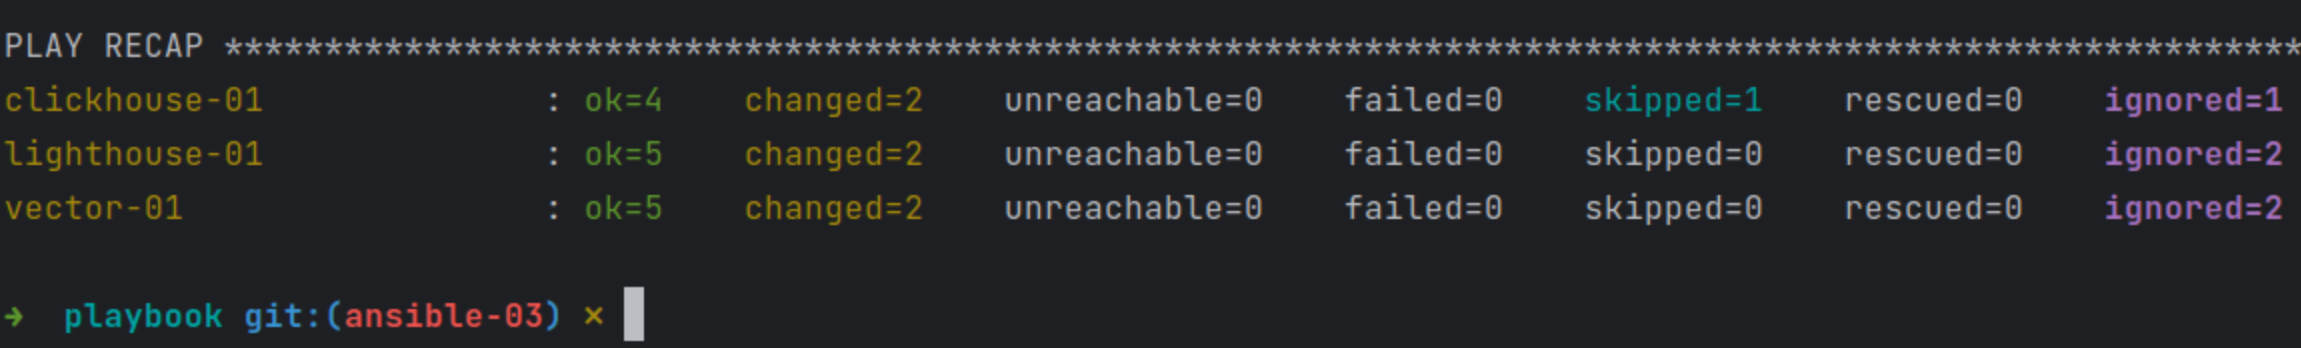 PLAY RECAP ********************************************************************************************************
clickhouse-01              : ok=4    changed=2    unreachable=0    failed=0    skipped=1    rescued=0    ignored=1
lighthouse-01              : ok=5    changed=2    unreachable=0    failed=0    skipped=0    rescued=0    ignored=2
vector-01                  : ok=5    changed=2    unreachable=0    failed=0    skipped=0    rescued=0    ignored=2
➜  playbook git:(ansible-03) ✗